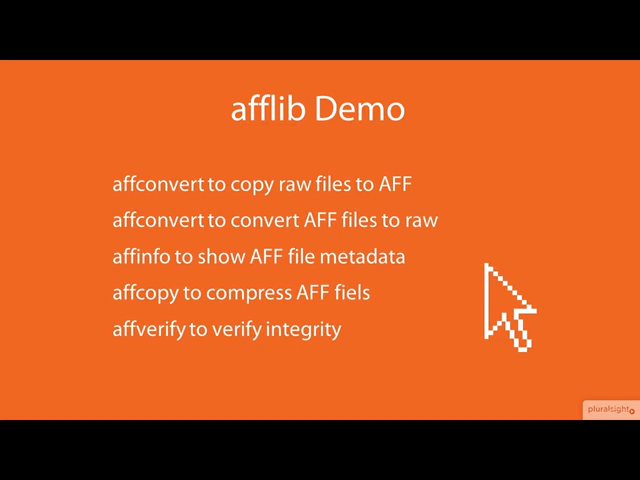 afflib Demo
affconvert to copy raw files to AFF
affconvert to convert AFF files to raw
affinfo to show AFF file metadata
affcopy to compress AFF fiels
affverify to verify integrity
pluralsight